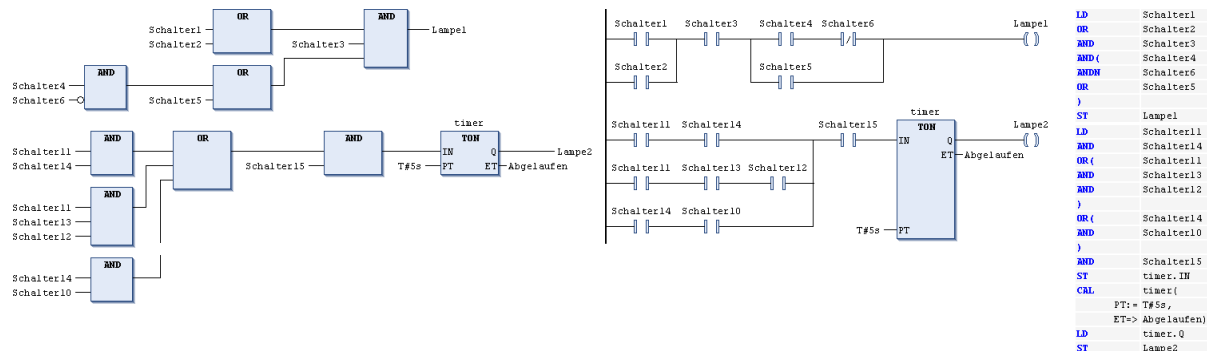 OR
AND
Schalter1
Schalter2
Schalter3
Lampe1
AND
OR
Schalter4
Schalter6
Schalter5
timer
AND
OR
AND
TON
Schalter11
Schalter14
Schalter15
IN
Q
Lampe2
T#5s
PT
ET
Abgelaufen
AND
Schalter11
Schalter13
Schalter12
AND
Schalter14
Schalter10
Schalter1 Schalter3 Schalter4 Schalter6 Lampe1
Schalter2 Schalter5
timer
Schalter11 Schalter14 Schalter15 TON Lampe2
IN Q
ET Abgelaufen
Schalter11 Schalter13 Schalter12
Schalter14 Schalter10
T#5s PT
LD Schalter1
OR Schalter2
AND Schalter3
AND( Schalter4
ANDN Schalter6
OR Schalter5
)
ST Lampe1
LD Schalter11
AND Schalter14
OR( Schalter11
AND Schalter13
AND Schalter12
)
OR( Schalter14
AND Schalter10
)
AND Schalter15
ST timer.IN
CAL timer(
PT:= T#5s,
ET=> Abgelaufen)
LD timer.Q
ST Lampe2